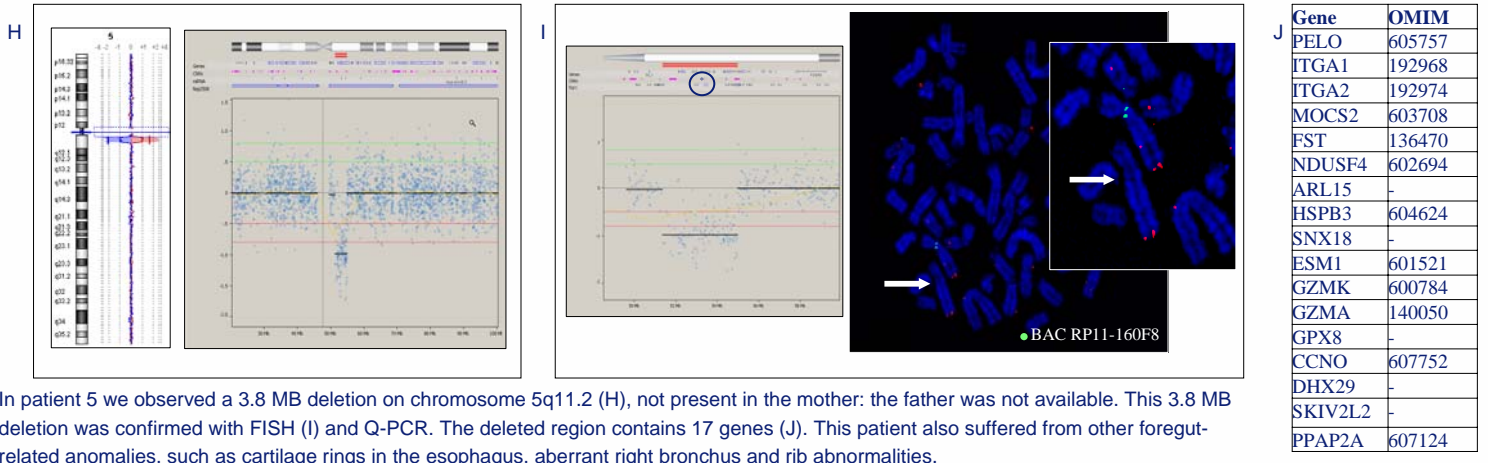 H
I
J
5
BAC RP11-160F8
Gene OMIM
PELO 605757
ITGA1 192968
ITGA2 192974
MOCS2 603708
FST 136470
NDUSF4 602694
ARL15 -
HSPB3 604624
SNX18 -
ESM1 601521
GZMK 600784
GZMA 140050
GPX8 -
CCNO 607752
DHX29 -
SKIV2L2 -
PPAP2A 607124
In patient 5 we observed a 3.8 MB deletion on chromosome 5q11.2 (H), not present in the mother: the father was not available. This 3.8 MB
deletion was confirmed with FISH (I) and Q-PCR. The deleted region contains 17 genes (J). This patient also suffered from other foregut-
related anomalies, such as cartilage rings in the esophagus, aberrant right bronchus and rib abnormalities.